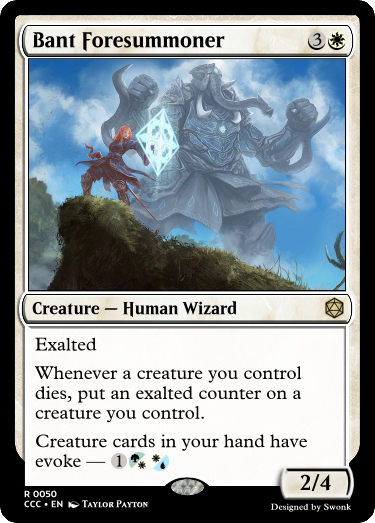 Bant Foresummoner 3
Creature — Human Wizard
Exalted
Whenever a creature you control
dies, put an exalted counter on a
creature you control.
Creature cards in your hand have
evoke — 1
2/4
R 0050
CCC • EN TAYLOR PAYTON
Designed by Swonk